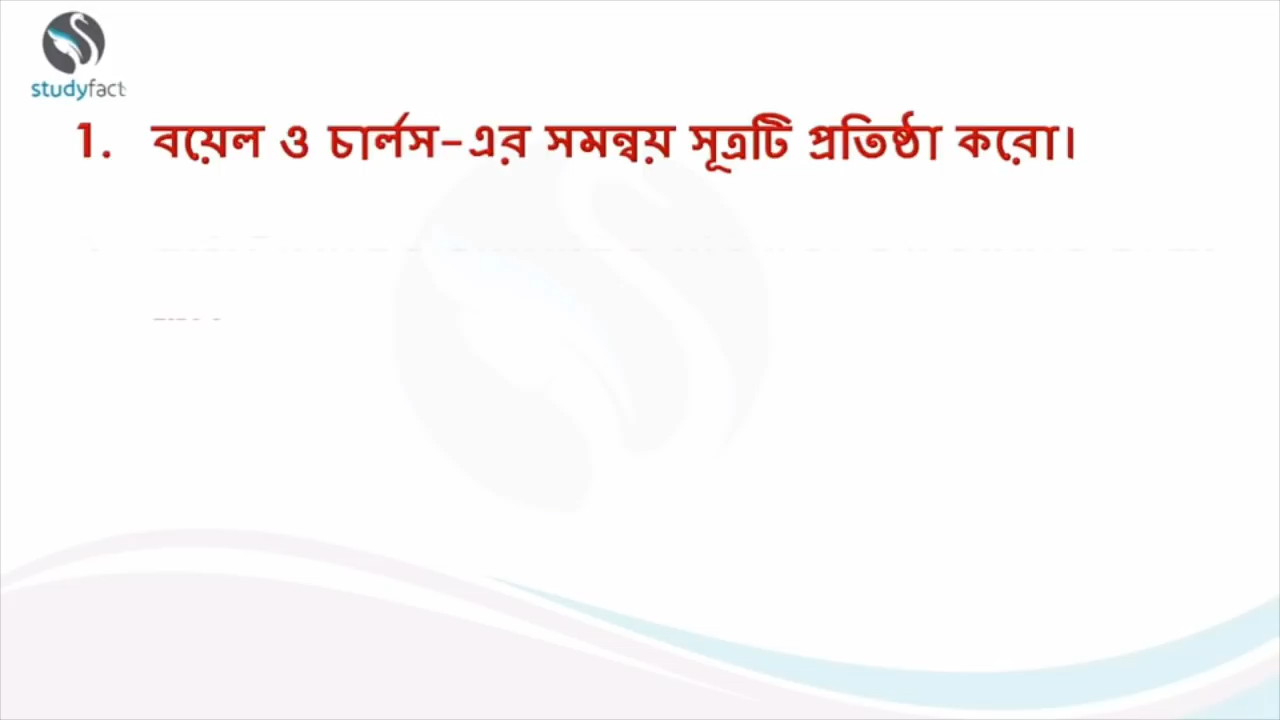 studyfact
1. বয়েল ও চার্লস-এর সমন্বয় সূত্রটি প্রতিষ্ঠা করো।